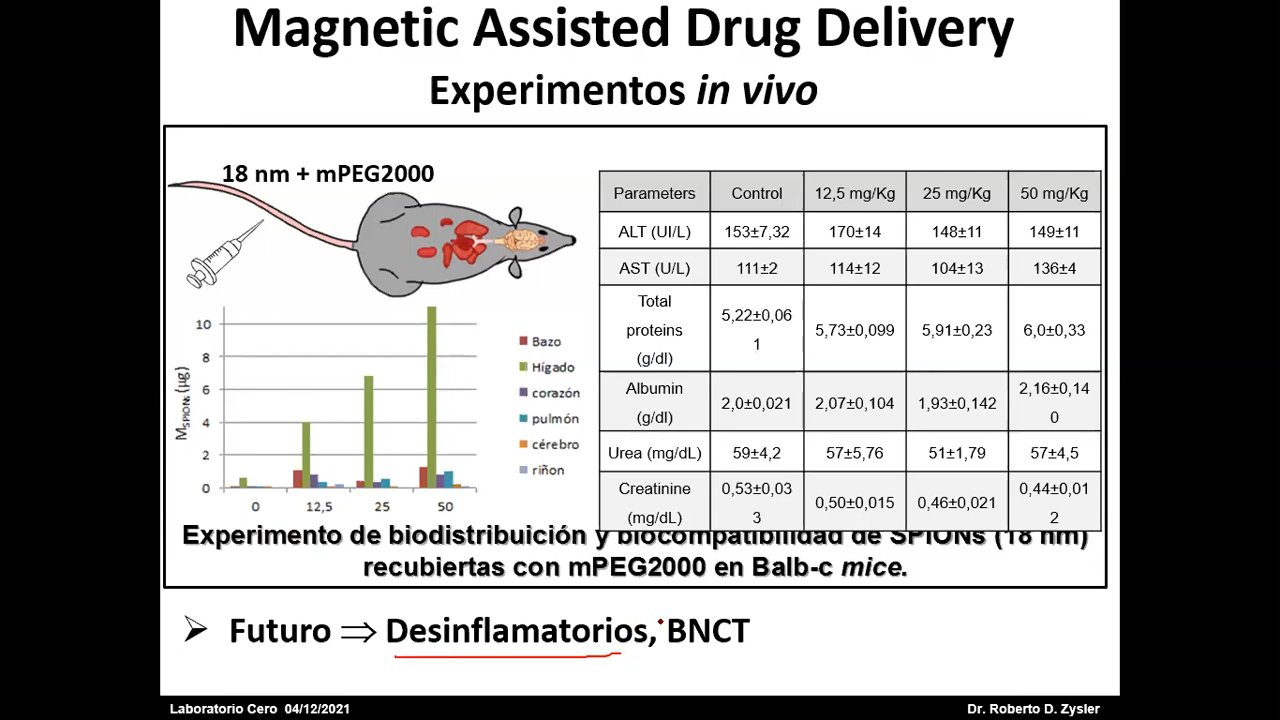 Magnetic Assisted Drug Delivery
Experimentos in vivo
18 nm + mPEG2000
M_SPIONs (µg)
10
8
6
4
2
0
0 12,5 25 50
Bazo
Hígado
corazón
pulmón
cérebro
riñon
Parameters Control 12,5 mg/Kg 25 mg/Kg 50 mg/Kg
ALT (UI/L) 153±7,32 170±14 148±11 149±11
AST (U/L) 111±2 114±12 104±13 136±4
Total
proteins
(g/dl)
5,22±0,06
1
5,73±0,099 5,91±0,23 6,0±0,33
Albumin
(g/dl)
2,0±0,021 2,07±0,104 1,93±0,142
2,16±0,14
0
Urea (mg/dL) 59±4,2 57±5,76 51±1,79 57±4,5
Creatinine
(mg/dL)
0,53±0,03
3
0,50±0,015 0,46±0,021
0,44±0,01
2
Experimento de biodistribuición y biocompatibilidad de SPIONs (18 nm)
recubiertas con mPEG2000 en Balb-c mice.
➢ Futuro ⇒ Desinflamatorios, BNCT
Laboratorio Cero 04/12/2021
Dr. Roberto D. Zysler